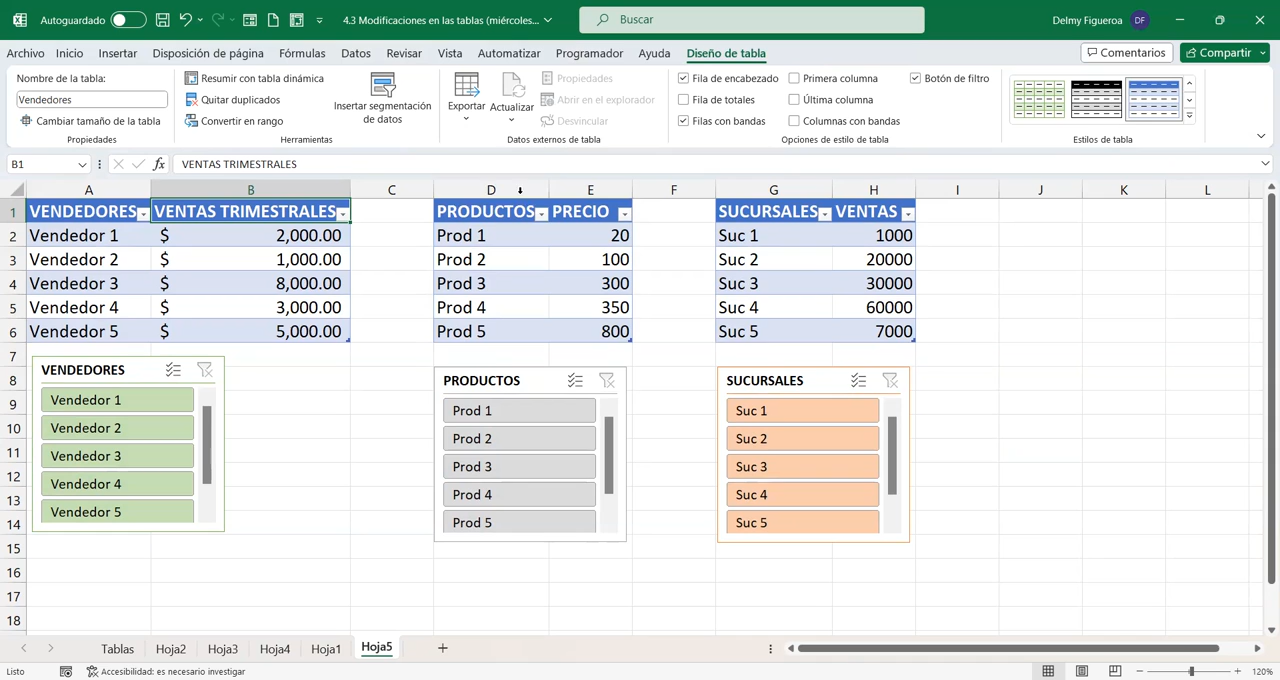 Autoguardado
4.3 Modificaciones en las tablas (miércoles...
Buscar
Delmy Figueroa DF
Archivo Inicio Insertar Disposición de página Fórmulas Datos Revisar Vista Automatizar Programador Ayuda Diseño de tabla Comentarios Compartir
Nombre de la tabla:
Vendedores
Cambiar tamaño de la tabla
Propiedades
Resumir con tabla dinámica
Quitar duplicados
Convertir en rango
Insertar segmentación
de datos
Herramientas
Exportar
Actualizar
Propiedades
Abrir en el explorador
Desvincular
Datos externos de tabla
Fila de encabezado
Fila de totales
Filas con bandas
Primera columna
Última columna
Columnas con bandas
Botón de filtro
Opciones de estilo de tabla
Estilos de tabla
B1 fx VENTAS TRIMESTRALES
A B C D E F G H I J K L
1 VENDEDORES VENTAS TRIMESTRALES PRODUCTOS PRECIO SUCURSALES VENTAS
2 Vendedor 1 $ 2,000.00 Prod 1 20 Suc 1 1000
3 Vendedor 2 $ 1,000.00 Prod 2 100 Suc 2 20000
4 Vendedor 3 $ 8,000.00 Prod 3 300 Suc 3 30000
5 Vendedor 4 $ 3,000.00 Prod 4 350 Suc 4 60000
6 Vendedor 5 $ 5,000.00 Prod 5 800 Suc 5 7000
7
8
9
10
11
12
13
14
15
16
17
18
VENDEDORES
Vendedor 1
Vendedor 2
Vendedor 3
Vendedor 4
Vendedor 5
PRODUCTOS
Prod 1
Prod 2
Prod 3
Prod 4
Prod 5
SUCURSALES
Suc 1
Suc 2
Suc 3
Suc 4
Suc 5
Tablas Hoja2 Hoja3 Hoja4 Hoja1 Hoja5
Listo Accesibilidad: es necesario investigar 120%